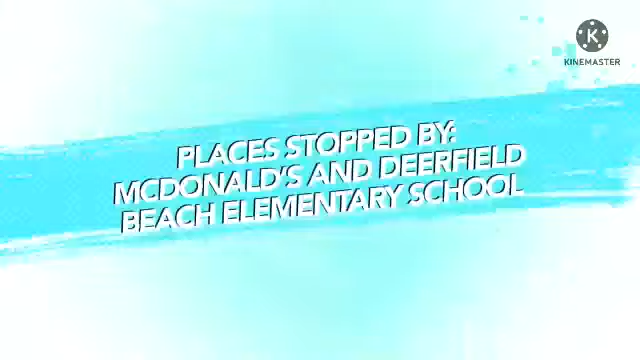 KINEMASTER
PLACES STOPPED BY:
MCDONALD'S AND DEERFIELD
BEACH ELEMENTARY SCHOOL